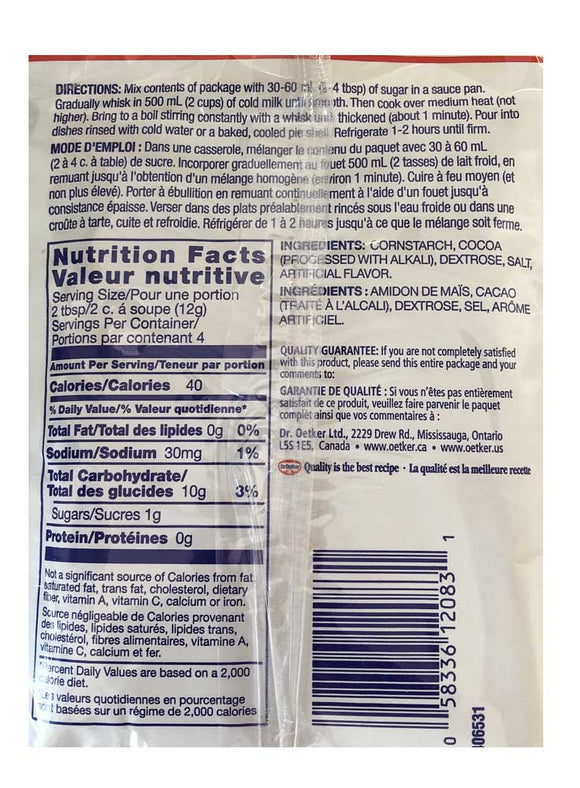 DIRECTIONS: Mix contents of package with 30-60 (2-4 tbsp) of sugar in a sauce pan.
Gradually whisk in 500 mL (2 cups) of cold milk until smooth. Then cook over medium heat (not
higher). Bring to a boil stirring constantly with a whisk until thickened (about 1 minute). Pour into
dishes rinsed with cold water or a baked, cooled pie shell. Refrigerate 1-2 hours until firm.
MODE D'EMPLOI : Dans une casserole, mélanger le contenu du paquet avec 30 à 60 mL
(2 à 4 c. à table) de sucre. Incorporer graduellement au fouet 500 mL (2 tasses) de lait froid, en
remuant jusqu'à l'obtention d'un mélange homogène (environ 1 minute). Cuire à feu moyen (et
non plus élevé). Porter à ébullition en remuant continuellement à l'aide d'un fouet jusqu'à
consistance épaisse. Verser dans des plats préalablement rincés sous l'eau froide ou dans une
croûte à tarte, cuite et refroidie. Réfrigérer de 1 à 2 heures jusqu'à ce que le mélange soit ferme.
Nutrition Facts
Valeur nutritive
Serving Size/Pour une portion
2 tbsp/2 c. á soupe (12g)
Servings Per Container/
Portions par contenant 4
Amount Per Serving/Teneur par portion
Calories/Calories 40
% Daily Value/% Valeur quotidienne*
Total Fat/Total des lipides 0g 0%
Sodium/Sodium 30mg 1%
Total Carbohydrate/
Total des glucides 10g 3%
Sugars/Sucres 1g
Protein/Protéines 0g
Not a significant source of Calories from fat,
saturated fat, trans fat, cholesterol, dietary
fiber, vitamin A, vitamin C, calcium or iron.
Source négligeable de Calories provenant
des lipides, lipides saturés, lipides trans,
cholestérol, fibres alimentaires, vitamine A,
vitamine C, calcium et fer.
*Percent Daily Values are based on a 2,000
calorie diet.
Les valeurs quotidiennes en pourcentage
sont basées sur un régime de 2,000 calories
INGREDIENTS: CORNSTARCH, COCOA
(PROCESSED WITH ALKALI), DEXTROSE, SALT,
ARTIFICIAL FLAVOR.
INGRÉDIENTS : AMIDON DE MAÏS, CACAO
(TRAITÉ À L'ALCALI), DEXTROSE, SEL, ARÔME
ARTIFICIEL.
QUALITY GUARANTEE: If you are not completely satisfied
with this product, please send this entire package and your
comments to:
GARANTIE DE QUALITÉ : Si vous n'êtes pas entièrement
satisfait de ce produit, veuillez faire parvenir le paquet
complet ainsi que vos commentaires à :
Dr. Oetker Ltd., 2229 Drew Rd., Mississauga, Ontario
L5S 1E5, Canada • www.oetker.ca • www.oetker.us
Dr.Oetker Quality is the best recipe · La qualité est la meilleure recette
0 58336 12083 1
06531